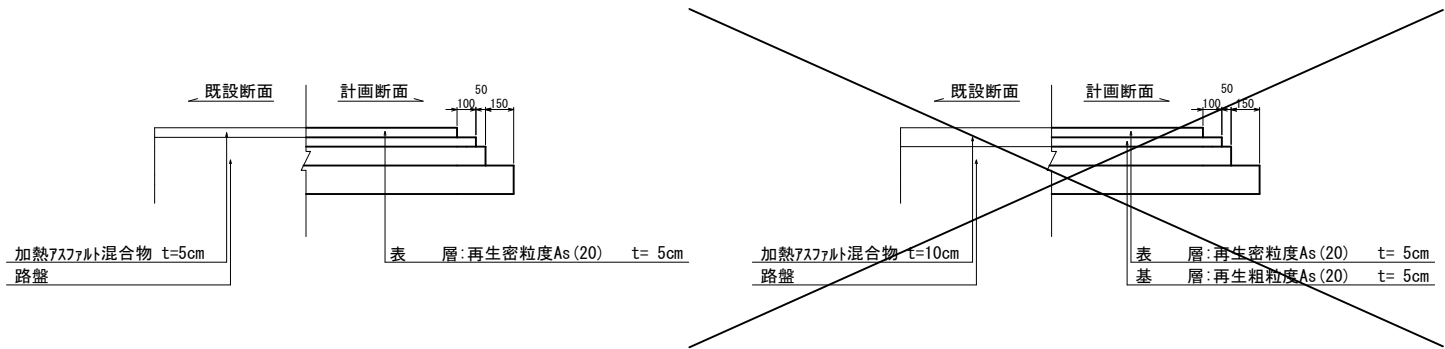 既設断面 計画断面
50
100 150
加熱アスファルト混合物 t=5cm
路盤
表 層:再生密粒度As(20) t= 5cm
既設断面 計画断面
50
100 150
加熱アスファルト混合物 t=10cm
路盤
表 層:再生密粒度As(20) t= 5cm
基 層:再生粗粒度As(20) t= 5cm